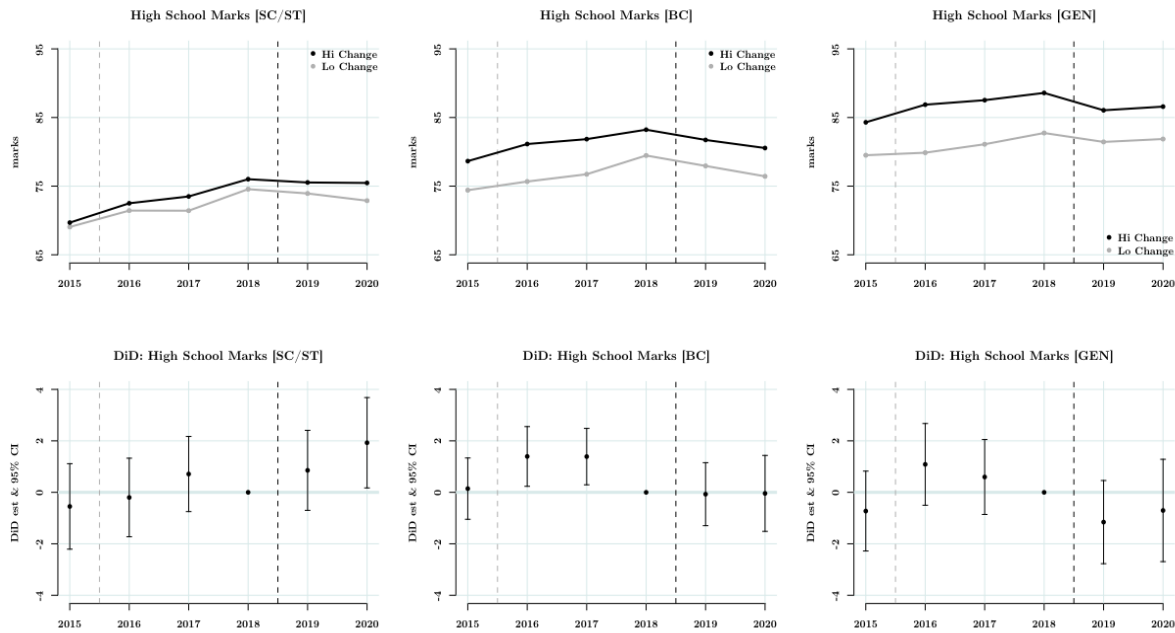 High School Marks [SC/ST]
marks
95
85
75
65
Hi Change
Lo Change
2015 2016 2017 2018 2019 2020
High School Marks [BC]
marks
95
85
75
65
Hi Change
Lo Change
2015 2016 2017 2018 2019 2020
High School Marks [GEN]
marks
95
85
75
65
Hi Change
Lo Change
2015 2016 2017 2018 2019 2020
DiD: High School Marks [SC/ST]
DiD est & 95% CI
4
2
0
-2
-4
2015 2016 2017 2018 2019 2020
DiD: High School Marks [BC]
DiD est & 95% CI
4
2
0
-2
-4
2015 2016 2017 2018 2019 2020
DiD: High School Marks [GEN]
DiD est & 95% CI
4
2
0
-2
-4
2015 2016 2017 2018 2019 2020